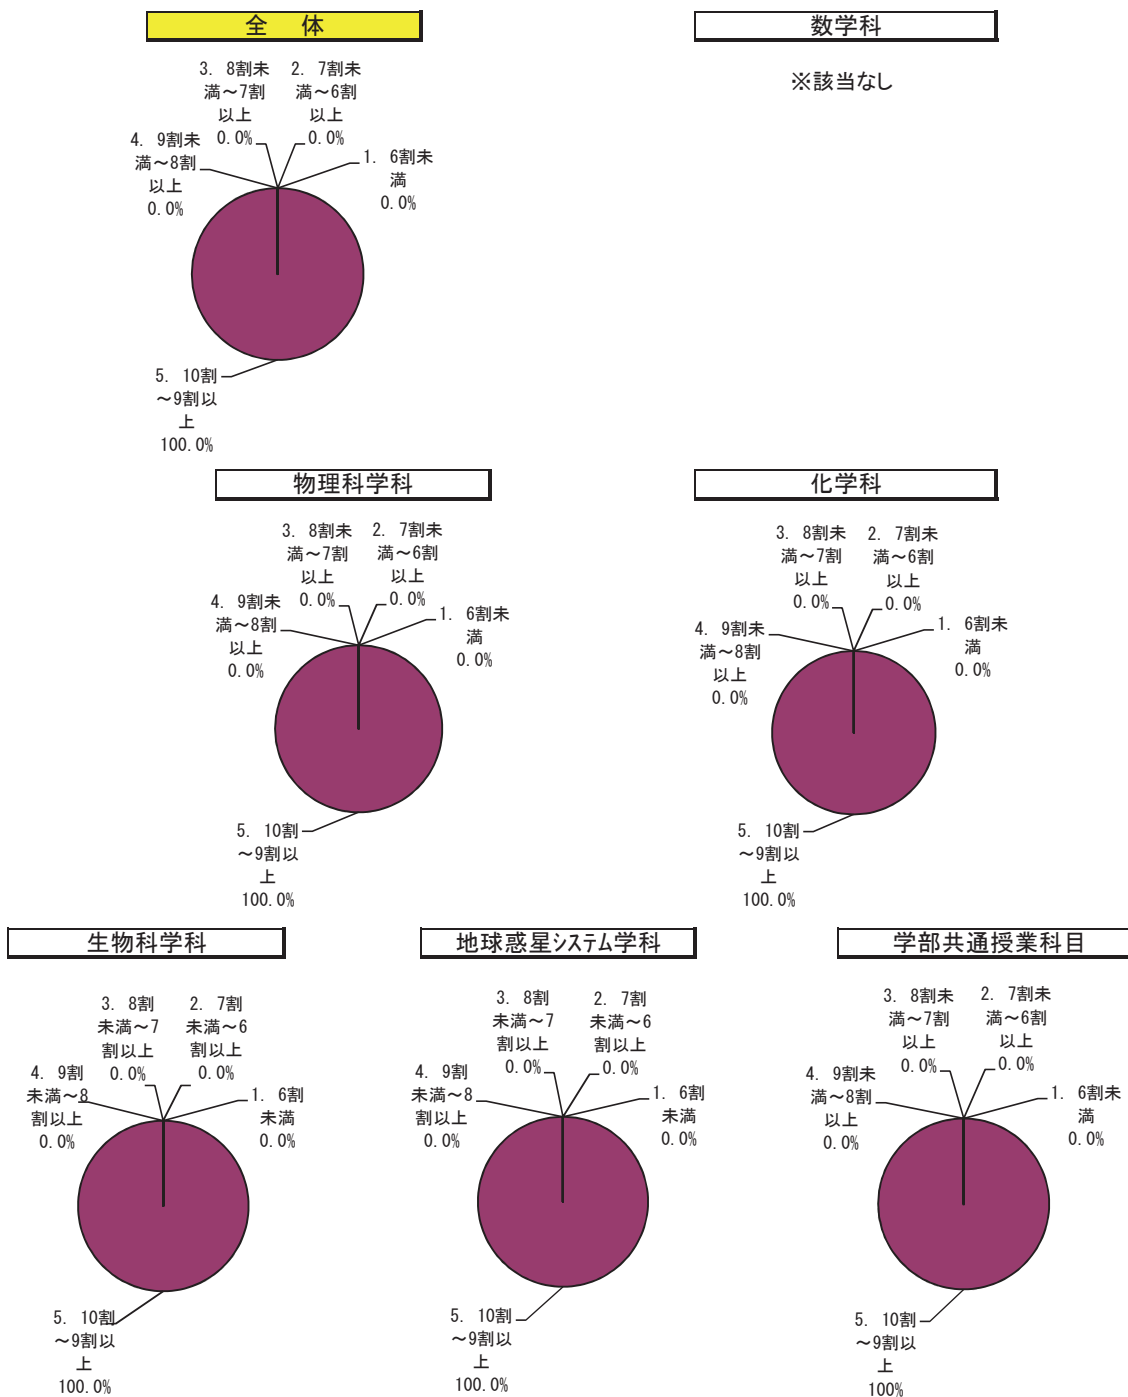 全　体
3. 8割未
満～7割
以上
0.0%
2. 7割未
満～6割
以上
0.0%
4. 9割未
満～8割
以上
0.0%
1. 6割未
満
0.0%
5. 10割
～9割以
上
100.0%
数学科
※該当なし
物理科学科
3. 8割未
満～7割
以上
0.0%
2. 7割未
満～6割
以上
0.0%
4. 9割未
満～8割
以上
0.0%
1. 6割未
満
0.0%
5. 10割
～9割以
上
100.0%
化学科
3. 8割未
満～7割
以上
0.0%
2. 7割未
満～6割
以上
0.0%
4. 9割未
満～8割
以上
0.0%
1. 6割未
満
0.0%
5. 10割
～9割以
上
100.0%
生物科学科
3. 8割
未満～7
割以上
0.0%
2. 7割
未満～6
割以上
0.0%
4. 9割
未満～8
割以上
0.0%
1. 6割
未満
0.0%
5. 10割
～9割以
上
100.0%
地球惑星ｼｽﾃﾑ学科
3. 8割
未満～7
割以上
0.0%
2. 7割
未満～6
割以上
0.0%
4. 9割
未満～8
割以上
0.0%
1. 6割
未満
0.0%
5. 10割
～9割以
上
100.0%
学部共通授業科目
3. 8割未
満～7割
以上
0.0%
2. 7割未
満～6割
以上
0.0%
4. 9割未
満～8割
以上
0.0%
1. 6割未
満
0.0%
5. 10割
～9割以
上
100%